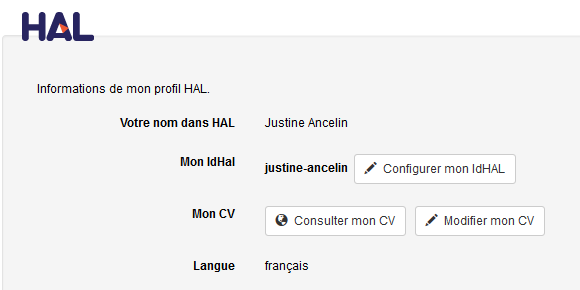 HAL
Informations de mon profil HAL.
Votre nom dans HAL Justine Ancelin
Mon IdHal justine-ancelin Configurer mon IdHAL
Mon CV Consulter mon CV Modifier mon CV
Langue français